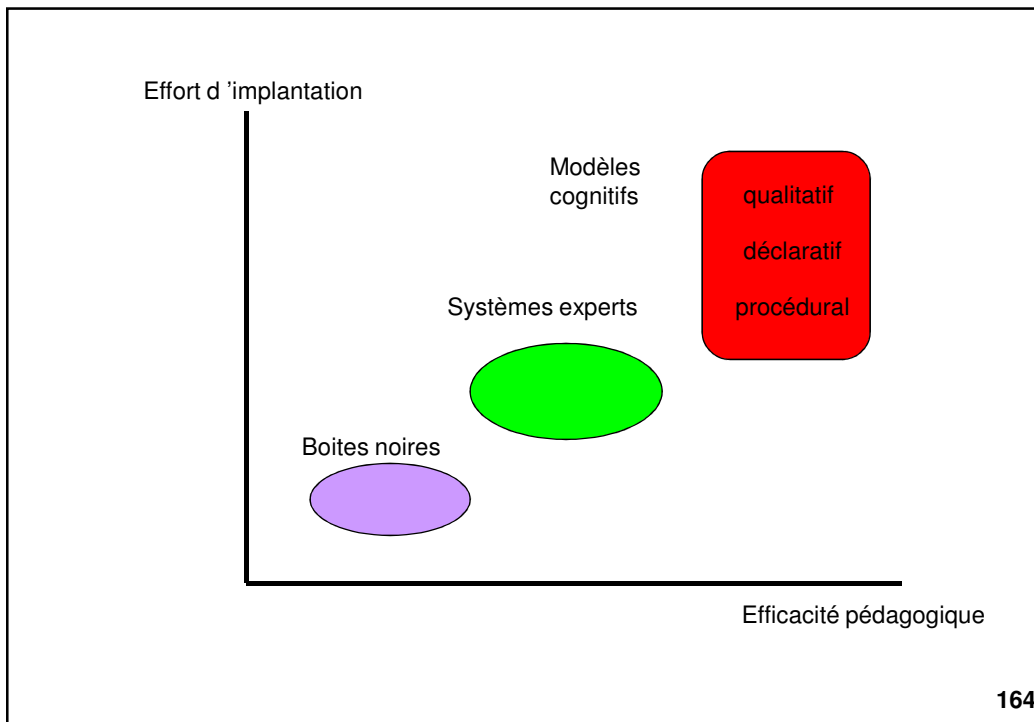 Effort d ’implantation
Modèles
cognitifs
qualitatif
déclaratif
procédural
Systèmes experts
Boites noires
Efficacité pédagogique
164